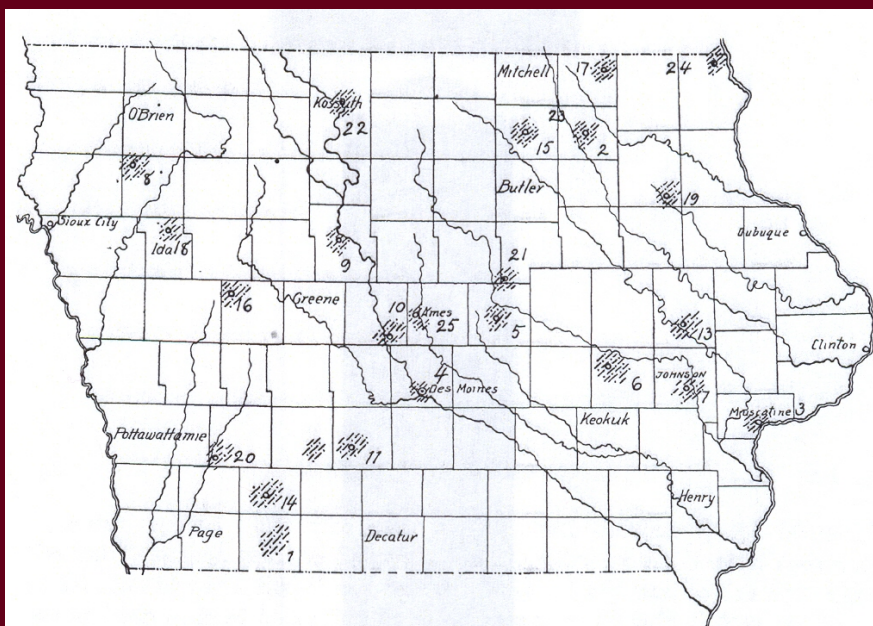 Mitchell 17 24
Kossuth
22
O'Brien
23
15 2
8
Butler
19
Sioux City
Ida 18
Dubuque
9
21
16
Greene
10
Ames
25
5
13
Clinton
4
Des Moines
6
JOHNSON
7
Muscatine 3
Pottawattamie
20
11
Keokuk
14
Henry
Page
1
Decatur